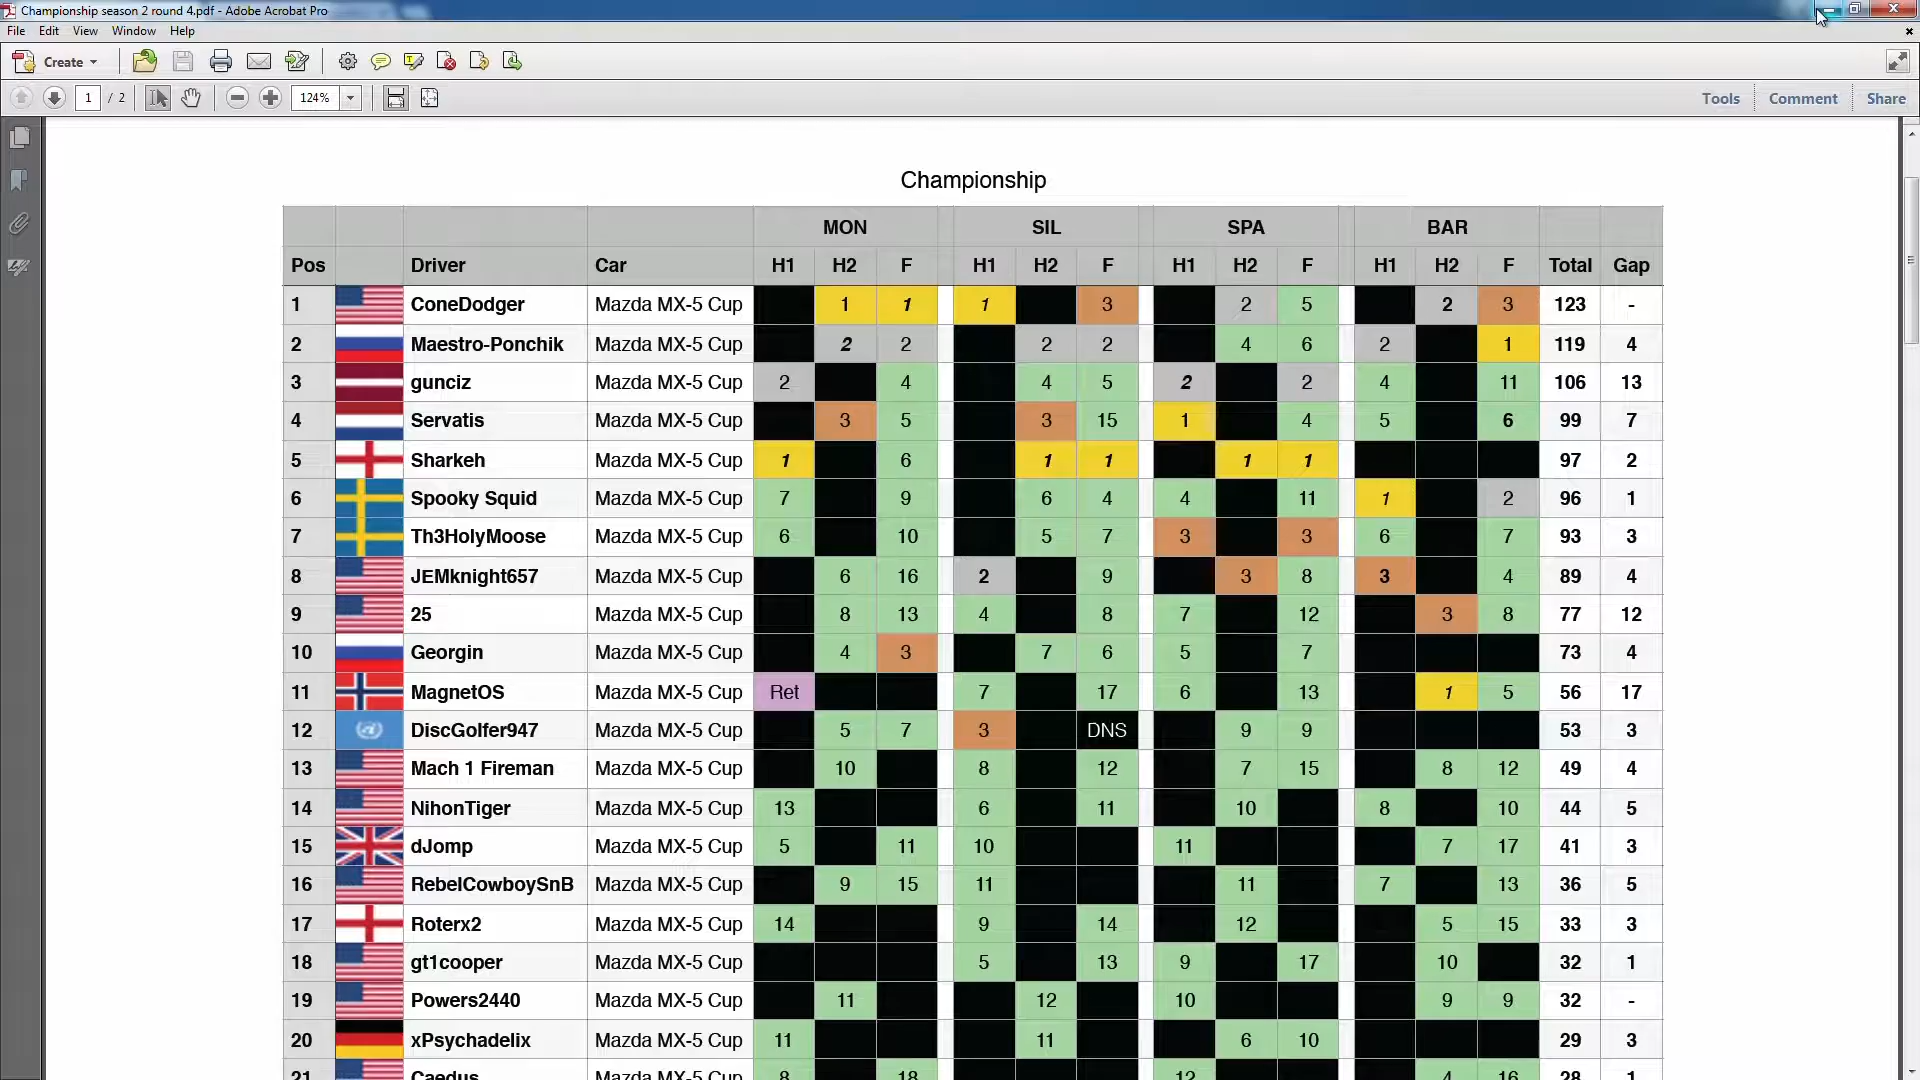 Championship season 2 round 4.pdf - Adobe Acrobat Pro
File Edit View Window Help
Create
1 / 2 124% Tools Comment Share
Championship
MON SIL SPA BAR
Pos Driver Car H1 H2 F H1 H2 F H1 H2 F H1 H2 F Total Gap
1 ConeDodger Mazda MX-5 Cup 1 1 1 3 2 5 2 3 123 -
2 Maestro-Ponchik Mazda MX-5 Cup 2 2 2 2 4 6 2 1 119 4
3 gunciz Mazda MX-5 Cup 2 4 4 5 2 2 4 11 106 13
4 Servatis Mazda MX-5 Cup 3 5 3 15 1 4 5 6 99 7
5 Sharkeh Mazda MX-5 Cup 1 6 1 1 1 1 97 2
6 Spooky Squid Mazda MX-5 Cup 7 9 6 4 4 11 1 2 96 1
7 Th3HolyMoose Mazda MX-5 Cup 6 10 5 7 3 3 6 7 93 3
8 JEMknight657 Mazda MX-5 Cup 6 16 2 9 3 8 3 4 89 4
9 25 Mazda MX-5 Cup 8 13 4 8 7 12 3 8 77 12
10 Georgin Mazda MX-5 Cup 4 3 7 6 5 7 73 4
11 MagnetOS Mazda MX-5 Cup Ret 7 17 6 13 1 5 56 17
12 DiscGolfer947 Mazda MX-5 Cup 5 7 3 DNS 9 9 53 3
13 Mach 1 Fireman Mazda MX-5 Cup 10 8 12 7 15 8 12 49 4
14 NihonTiger Mazda MX-5 Cup 13 6 11 10 8 10 44 5
15 dJomp Mazda MX-5 Cup 5 11 10 11 7 17 41 3
16 RebelCowboySnB Mazda MX-5 Cup 9 15 11 11 7 13 36 5
17 Roterx2 Mazda MX-5 Cup 14 9 14 12 5 15 33 3
18 gt1cooper Mazda MX-5 Cup 5 13 9 17 10 32 1
19 Powers2440 Mazda MX-5 Cup 11 12 10 9 9 32 -
20 xPsychadelix Mazda MX-5 Cup 11 11 6 10 29 3
21 Caedus Mazda MX-5 Cup 8 18 12 4 16 28 1